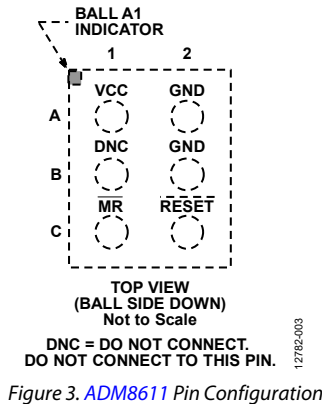 BALL A1
INDICATOR
1 2
VCC GND
A
DNC GND
B
MR RESET
C
TOP VIEW
(BALL SIDE DOWN)
Not to Scale
DNC = DO NOT CONNECT.
DO NOT CONNECT TO THIS PIN.
12782-003
Figure 3. ADM8611 Pin Configuration